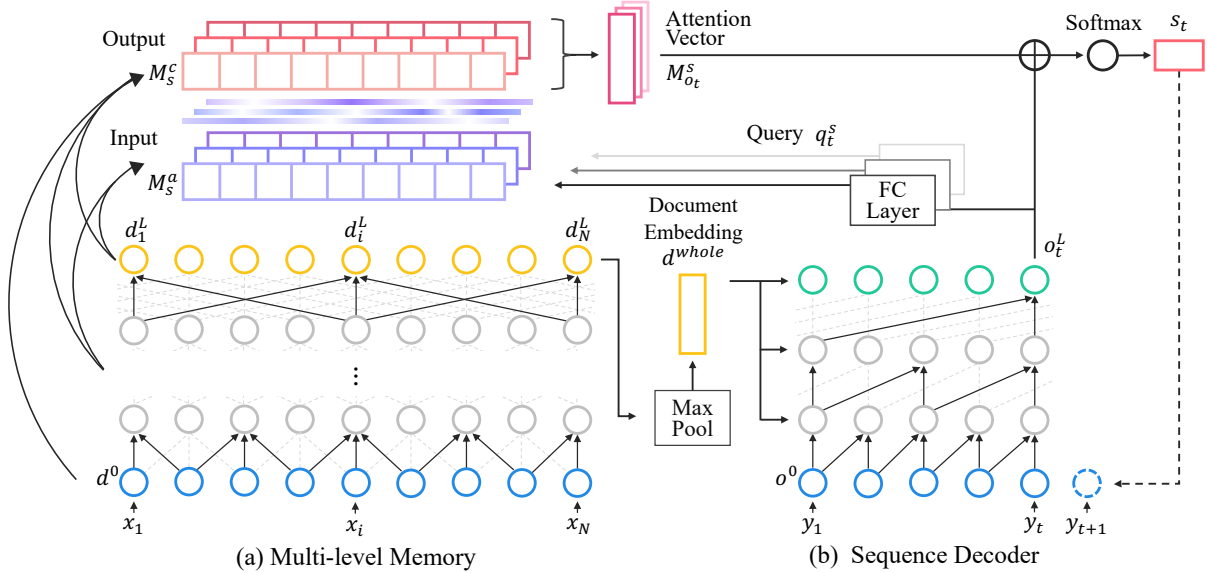 Output
M_s^c
Attention
Vector
M_{o_t}^s
Softmax
s_t
Input
M_s^a
Query q_t^s
FC
Layer
d_1^L
d_i^L
d_N^L
Document
Embedding
d^{whole}
o_t^L
...
Max
Pool
d^0
o^0
x_1
x_i
x_N
y_1
y_t
y_{t+1}
(a) Multi-level Memory
(b) Sequence Decoder